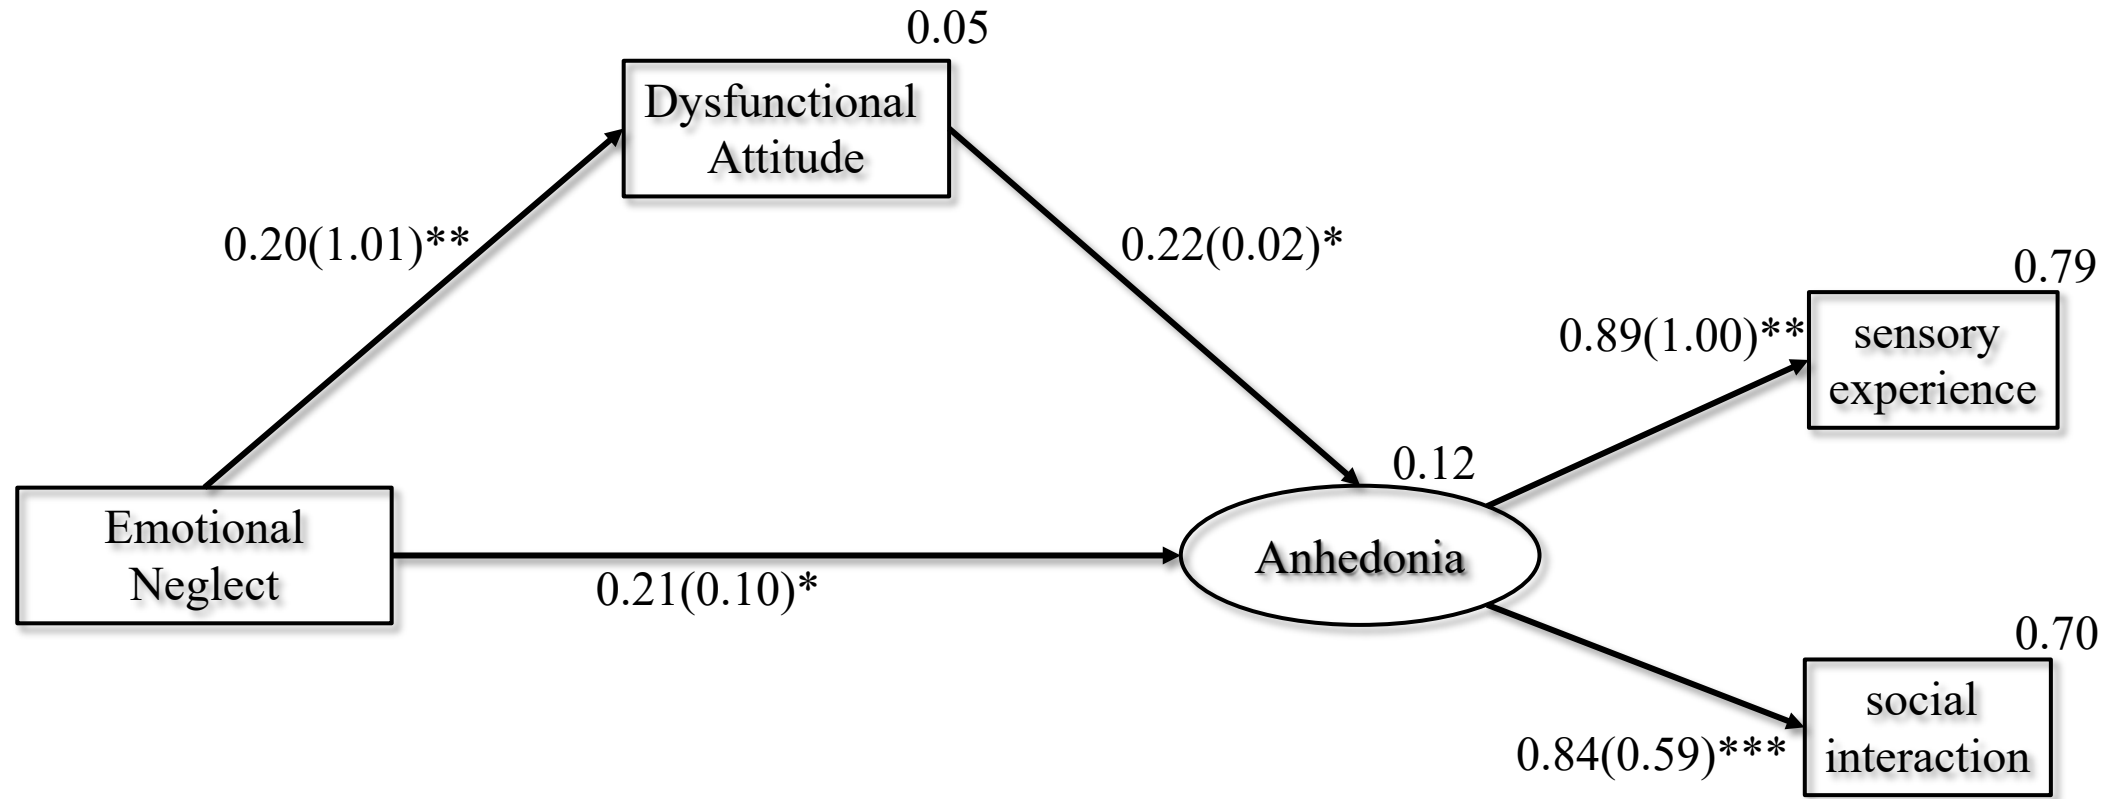 0.05
Dysfunctional
Attitude
0.20(1.01)**
0.22(0.02)*
0.79
0.89(1.00)**
sensory
experience
0.12
Emotional
Neglect
Anhedonia
0.21(0.10)*
0.70
social
interaction
0.84(0.59)***